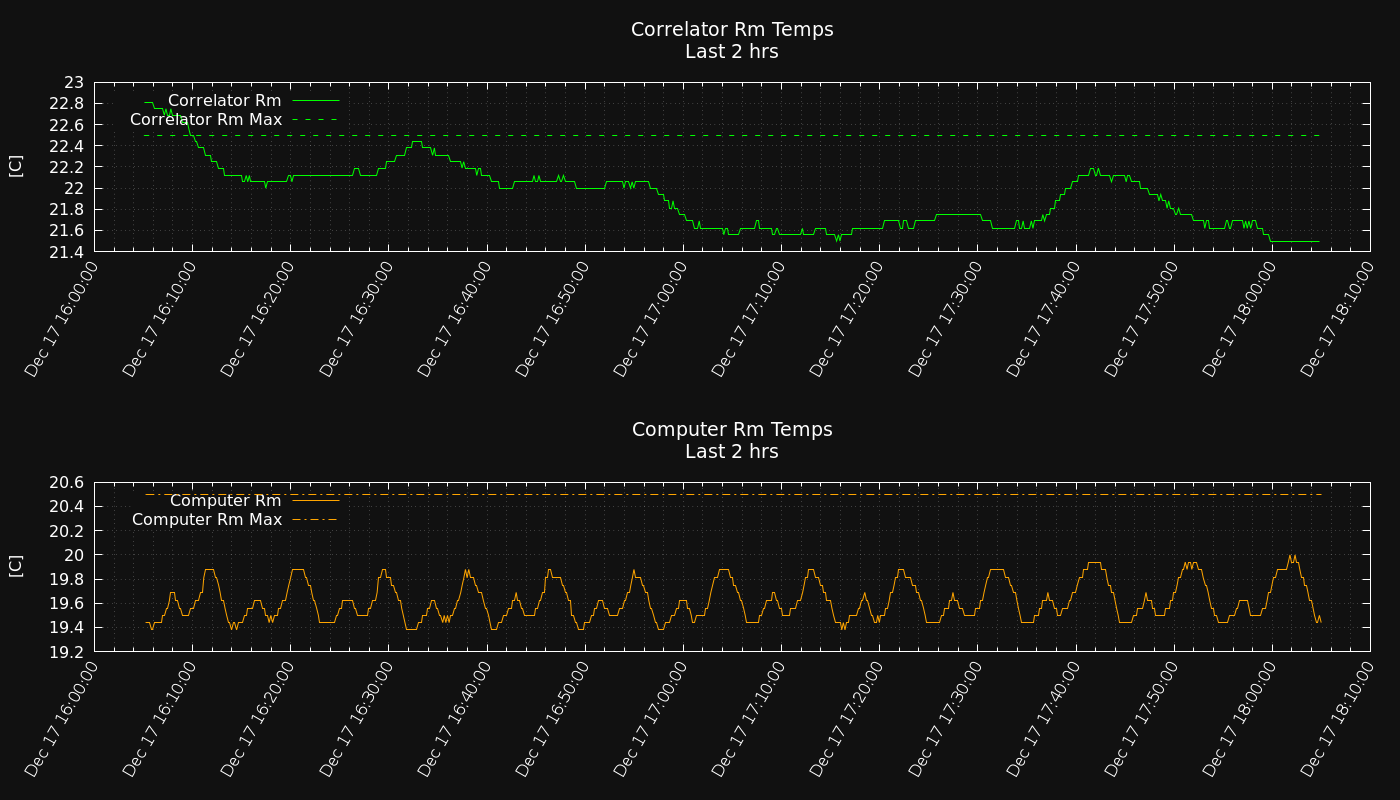 Correlator Rm Temps
Last 2 hrs
[C]
23
22.8
22.6
22.4
22.2
22
21.8
21.6
21.4
Correlator Rm
Correlator Rm Max
Dec 17 16:00:00
Dec 17 16:10:00
Dec 17 16:20:00
Dec 17 16:30:00
Dec 17 16:40:00
Dec 17 16:50:00
Dec 17 17:00:00
Dec 17 17:10:00
Dec 17 17:20:00
Dec 17 17:30:00
Dec 17 17:40:00
Dec 17 17:50:00
Dec 17 18:00:00
Dec 17 18:10:00
Computer Rm Temps
Last 2 hrs
[C]
20.6
20.4
20.2
20
19.8
19.6
19.4
19.2
Computer Rm
Computer Rm Max
Dec 17 16:00:00
Dec 17 16:10:00
Dec 17 16:20:00
Dec 17 16:30:00
Dec 17 16:40:00
Dec 17 16:50:00
Dec 17 17:00:00
Dec 17 17:10:00
Dec 17 17:20:00
Dec 17 17:30:00
Dec 17 17:40:00
Dec 17 17:50:00
Dec 17 18:00:00
Dec 17 18:10:00